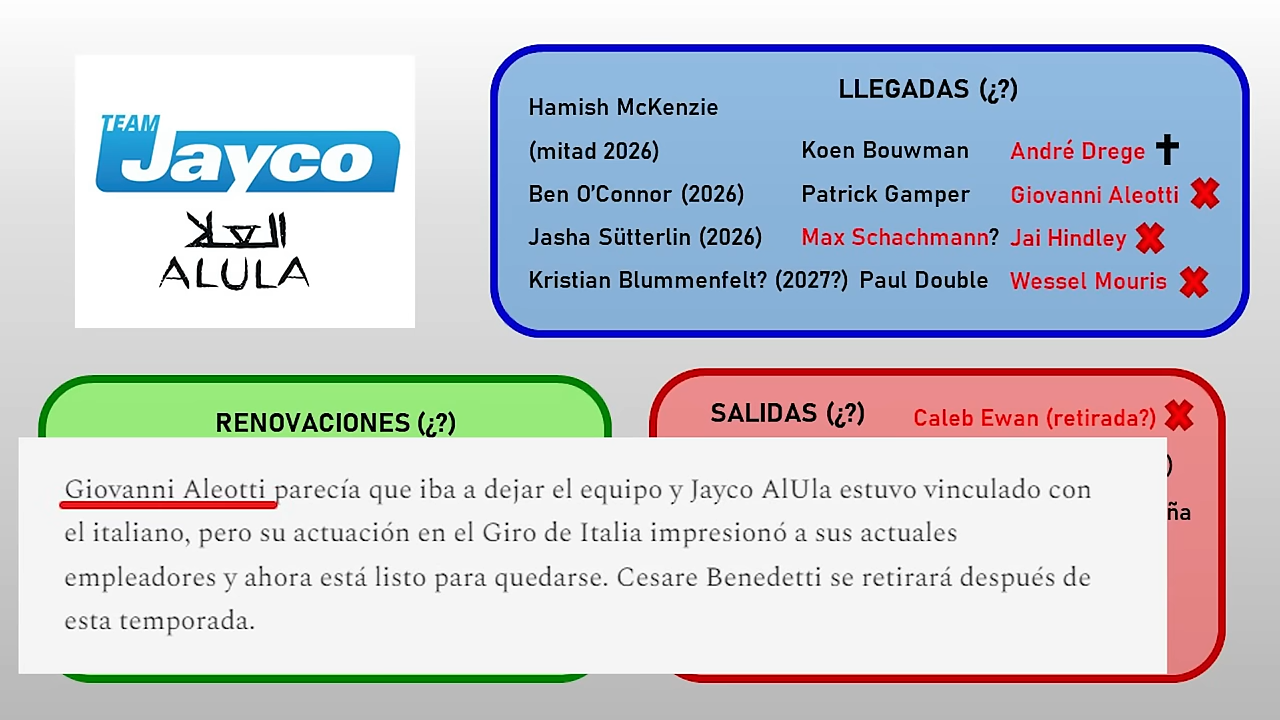 TEAM
Jayco
العلا
ALULA
LLEGADAS (¿?)
Hamish McKenzie
(mitad 2026)
Ben O'Connor (2026)
Jasha Sütterlin (2026)
Kristian Blummenfelt? (2027?)
Koen Bouwman
Patrick Gamper
Max Schachmann?
Paul Double
André Drege
Giovanni Aleotti
Jai Hindley
Wessel Mouris
RENOVACIONES (¿?)
SALIDAS (¿?)
Caleb Ewan (retirada?)
)
ña
Giovanni Aleotti parecía que iba a dejar el equipo y Jayco AlUla estuvo vinculado con
el italiano, pero su actuación en el Giro de Italia impresionó a sus actuales
empleadores y ahora está listo para quedarse. Cesare Benedetti se retirará después de
esta temporada.